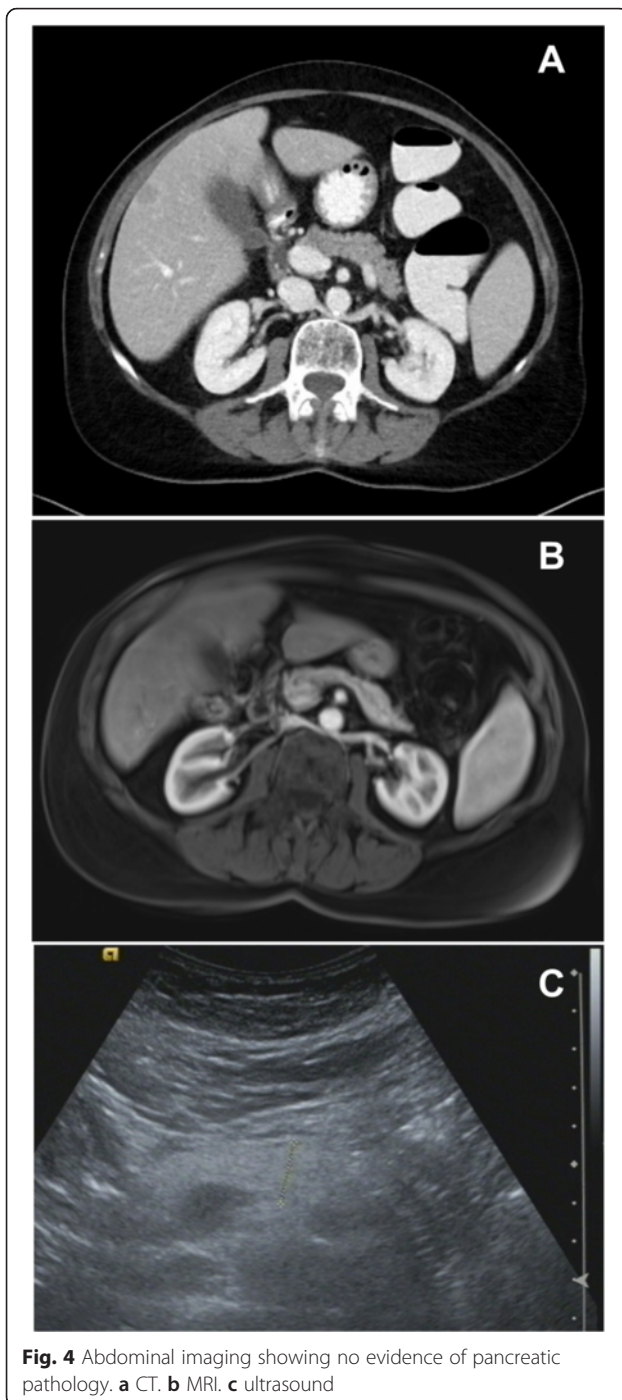 A
B
C
Fig. 4 Abdominal imaging showing no evidence of pancreatic
pathology. a CT. b MRI. c ultrasound